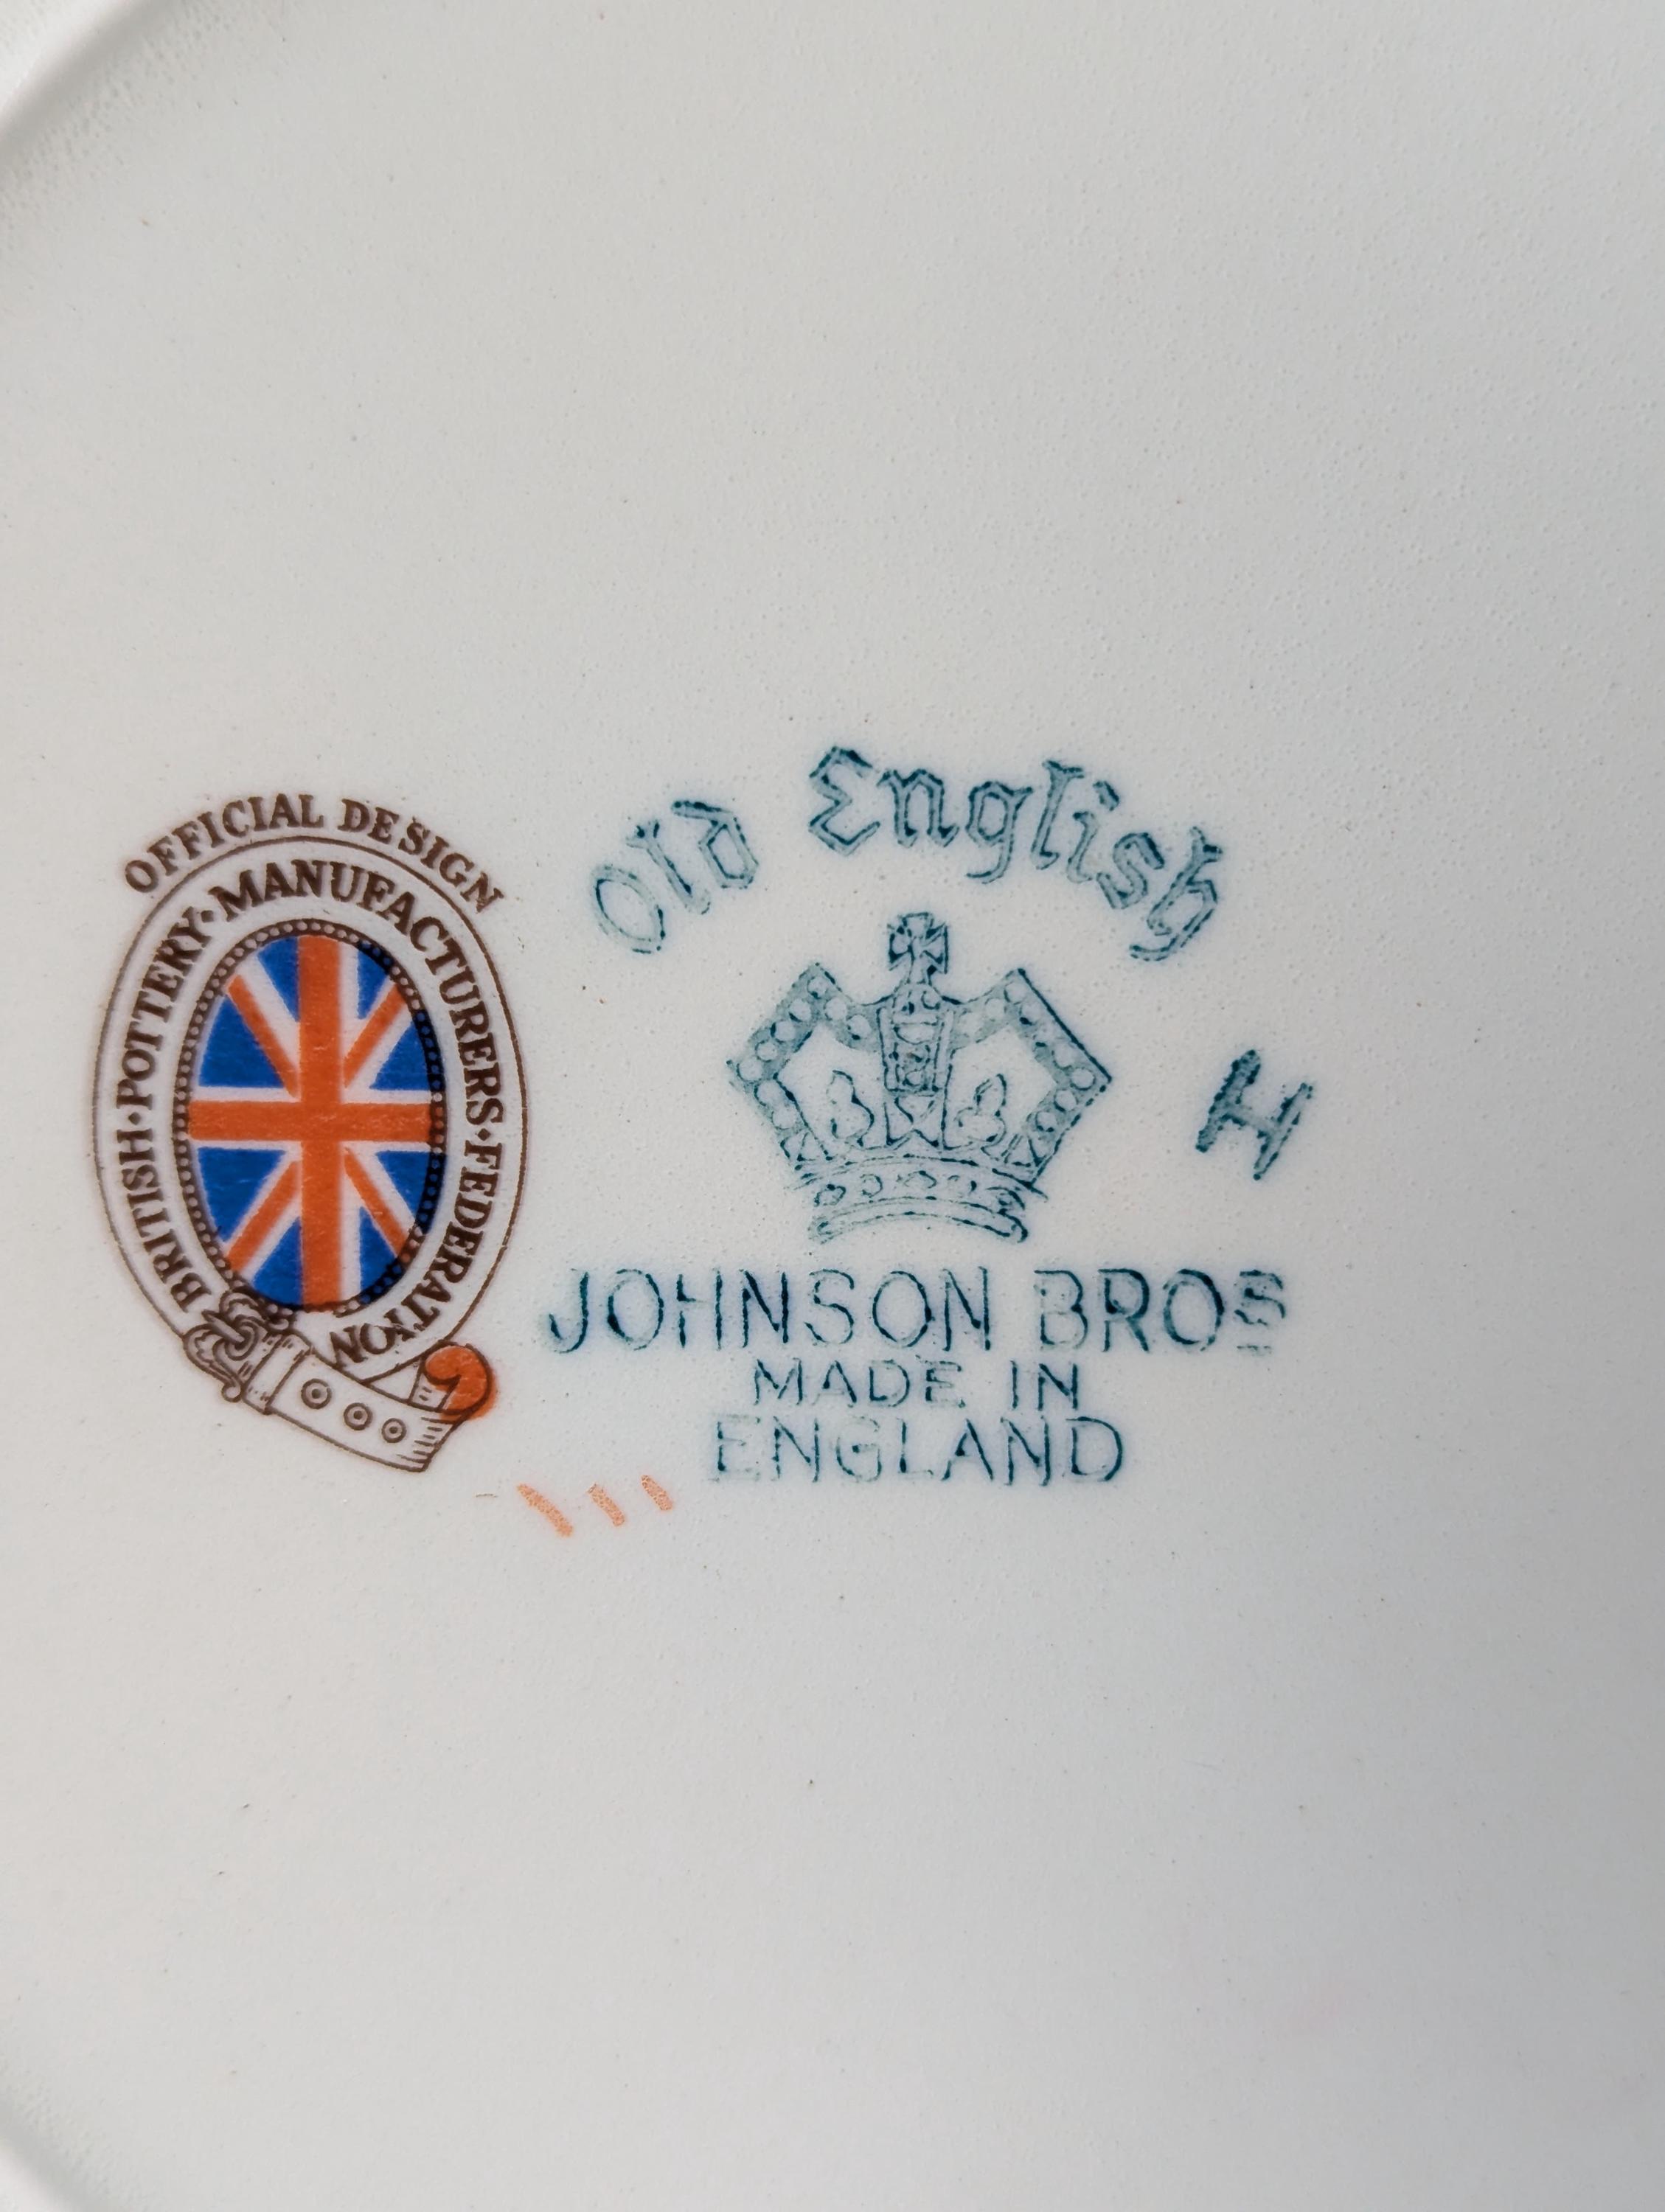 OFFICIAL DESIGN
BRITISH·POTTERY·MANUFACTURERS·FEDERATION
Old English
H
JOHNSON BROS
MADE IN
ENGLAND